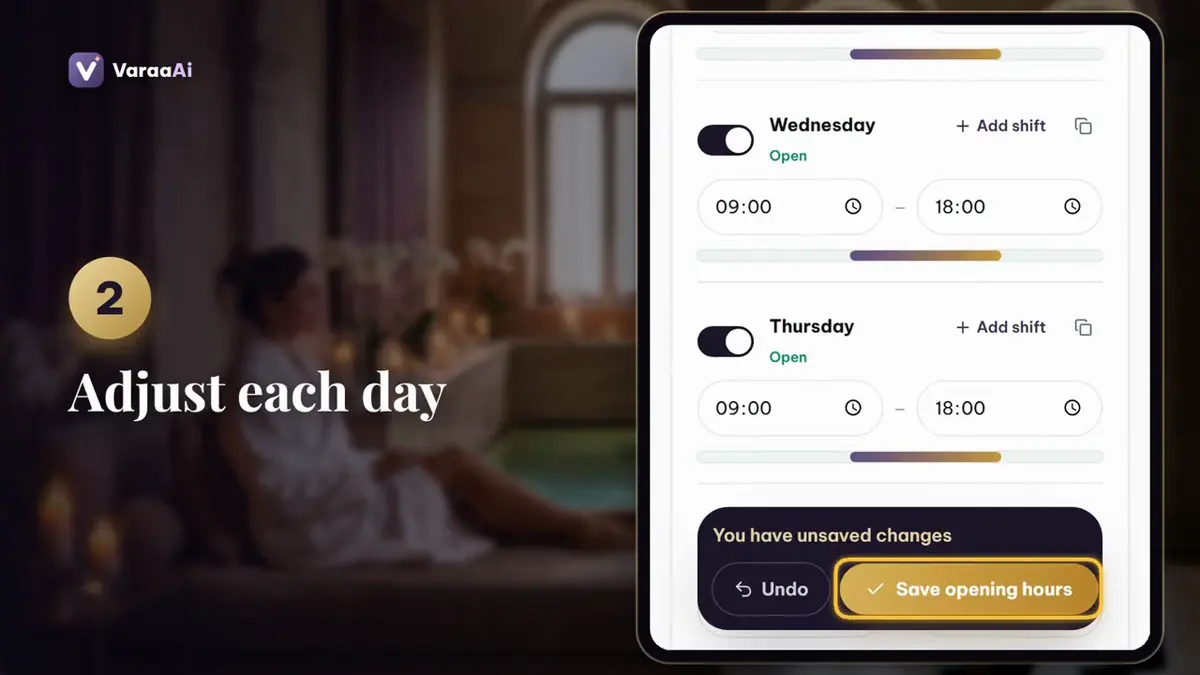 VaraaAi
2
Adjust each day
Wednesday
+ Add shift
Open
09:00 – 18:00
Thursday
+ Add shift
Open
09:00 – 18:00
You have unsaved changes
Undo
Save opening hours